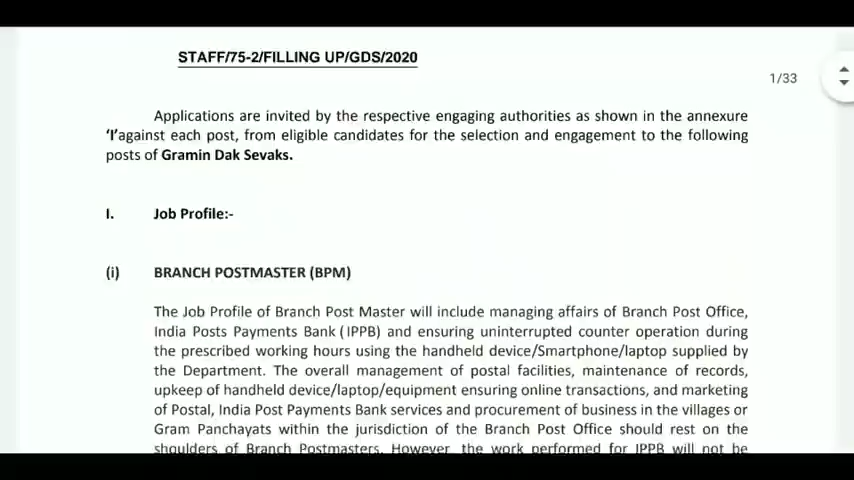 STAFF/75-2/FILLING UP/GDS/2020
1/33
Applications are invited by the respective engaging authorities as shown in the annexure
'I'against each post, from eligible candidates for the selection and engagement to the following
posts of Gramin Dak Sevaks.
I. Job Profile:-
(i) BRANCH POSTMASTER (BPM)
The Job Profile of Branch Post Master will include managing affairs of Branch Post Office,
India Posts Payments Bank ( IPPB) and ensuring uninterrupted counter operation during
the prescribed working hours using the handheld device/Smartphone/laptop supplied by
the Department. The overall management of postal facilities, maintenance of records,
upkeep of handheld device/laptop/equipment ensuring online transactions, and marketing
of Postal, India Post Payments Bank services and procurement of business in the villages or
Gram Panchayats within the jurisdiction of the Branch Post Office should rest on the
shoulders of Branch Postmasters. However, the work performed for IPPB will not be